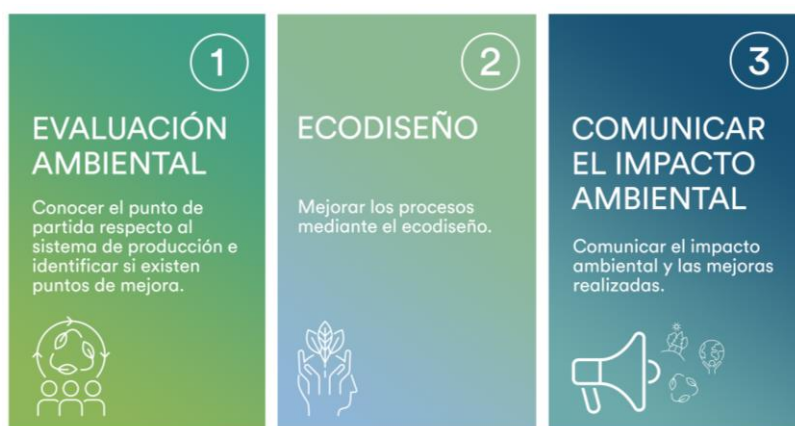 1
EVALUACIÓN
AMBIENTAL
Conocer el punto de
partida respecto al
sistema de producción e
identificar si existen
puntos de mejora.
2
ECODISEÑO
Mejorar los procesos
mediante el ecodiseño.
3
COMUNICAR
EL IMPACTO
AMBIENTAL
Comunicar el impacto
ambiental y las mejoras
realizadas.